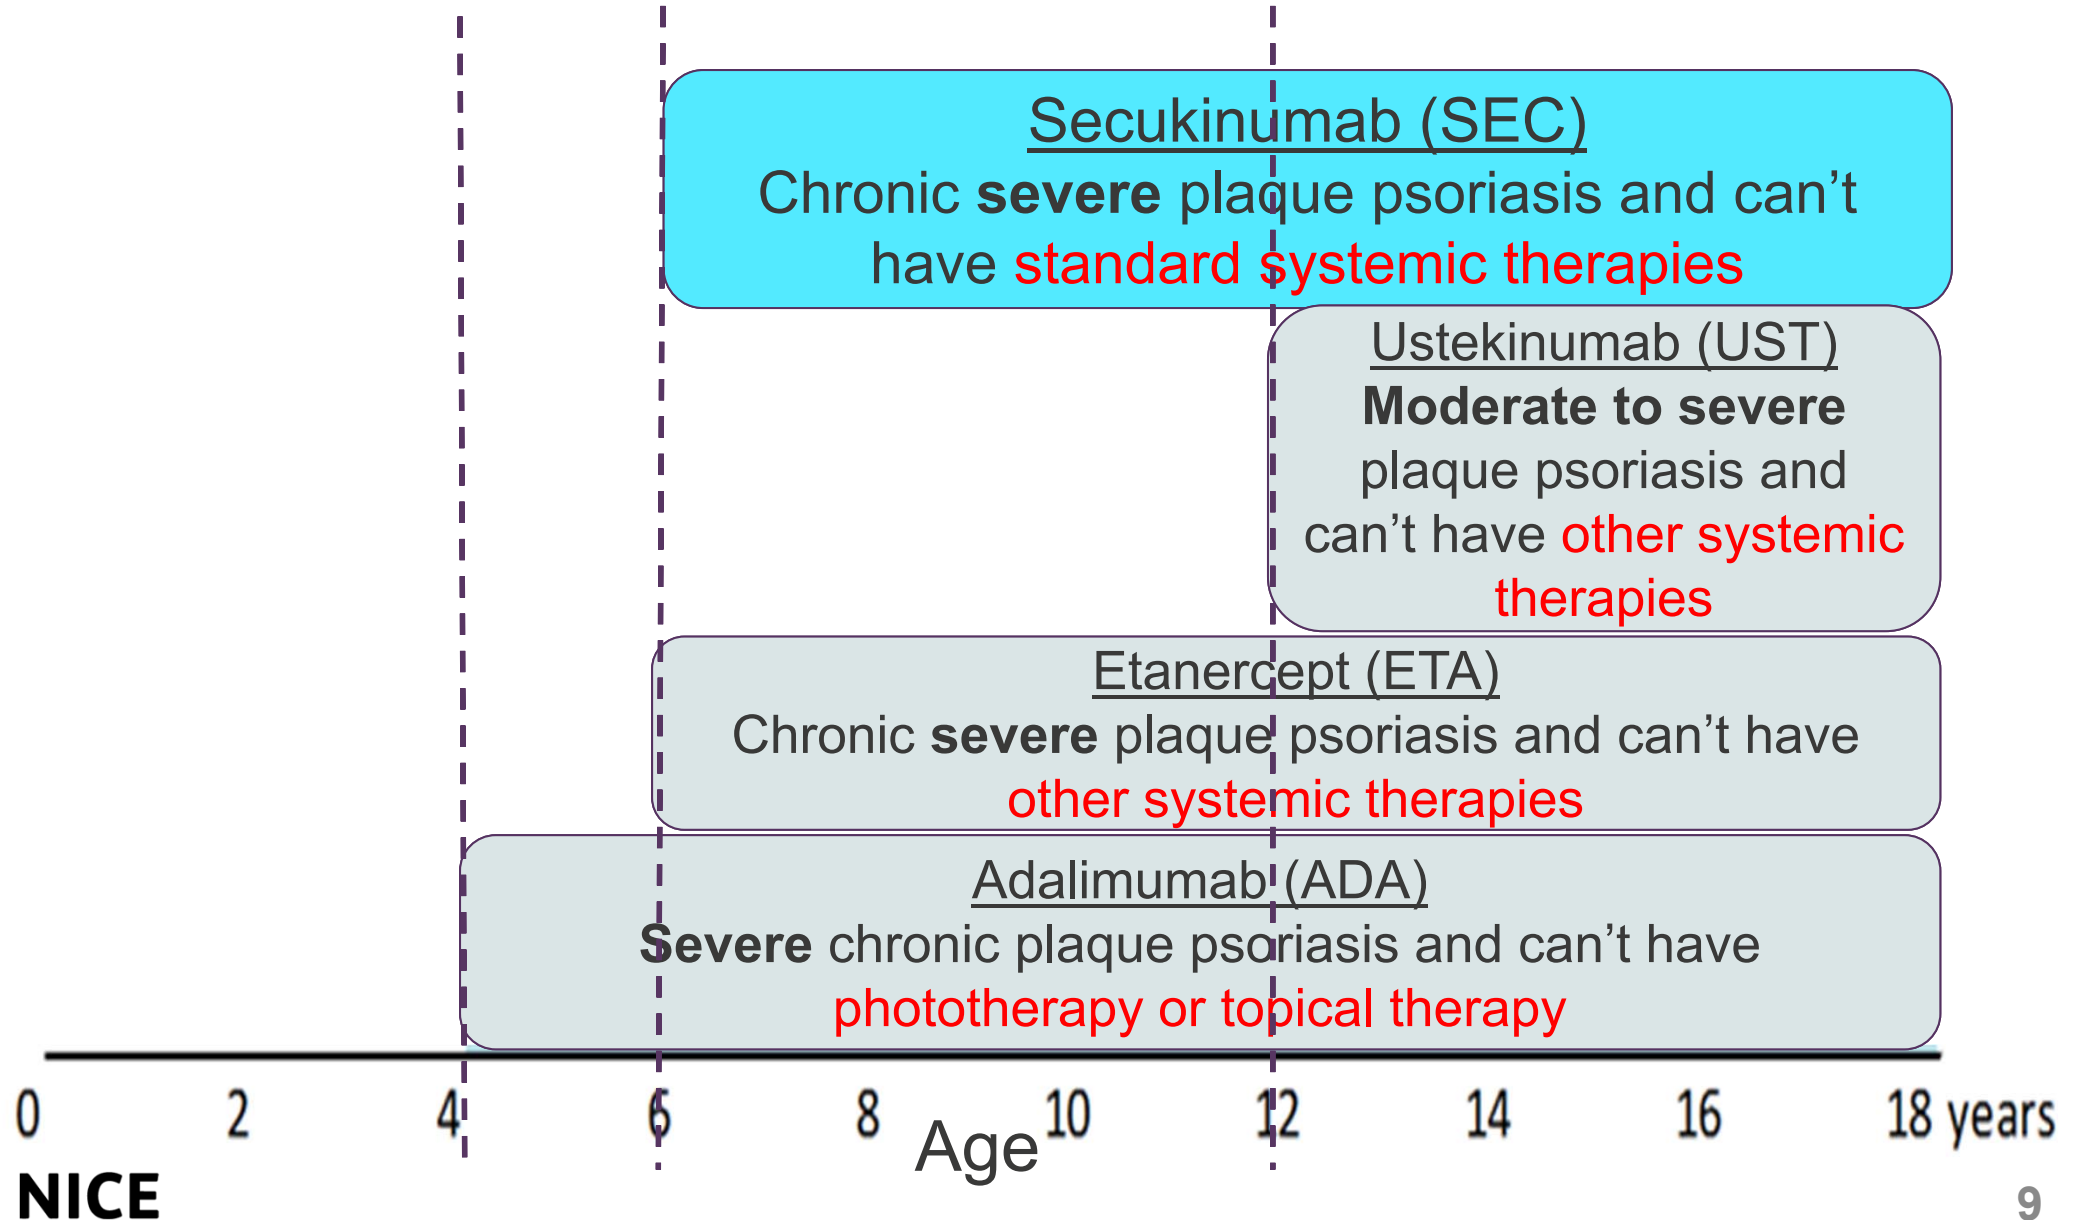 Secukinumab (SEC)
Chronic severe plaque psoriasis and can’t
have standard systemic therapies
Ustekinumab (UST)
Moderate to severe
plaque psoriasis and
can’t have other systemic
therapies
Etanercept (ETA)
Chronic severe plaque psoriasis and can’t have
other systemic therapies
Adalimumab (ADA)
Severe chronic plaque psoriasis and can’t have
phototherapy or topical therapy
0 2 4 6 8 10 12 14 16 18 years
Age
NICE
9